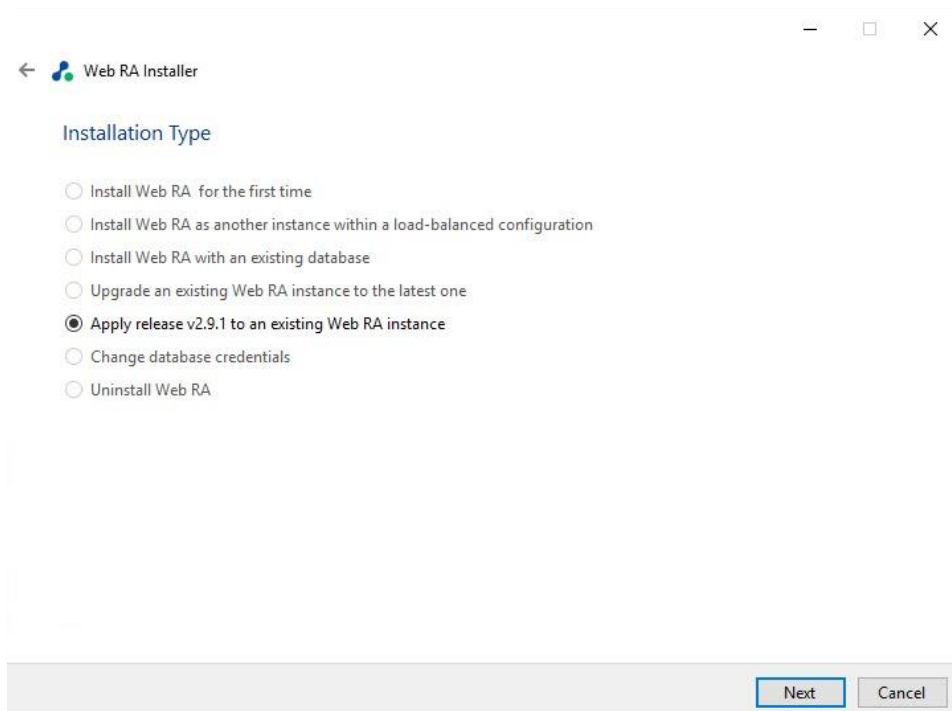 Web RA Installer
Installation Type
Install Web RA for the first time
Install Web RA as another instance within a load-balanced configuration
Install Web RA with an existing database
Upgrade an existing Web RA instance to the latest one
Apply release v2.9.1 to an existing Web RA instance
Change database credentials
Uninstall Web RA
Next Cancel